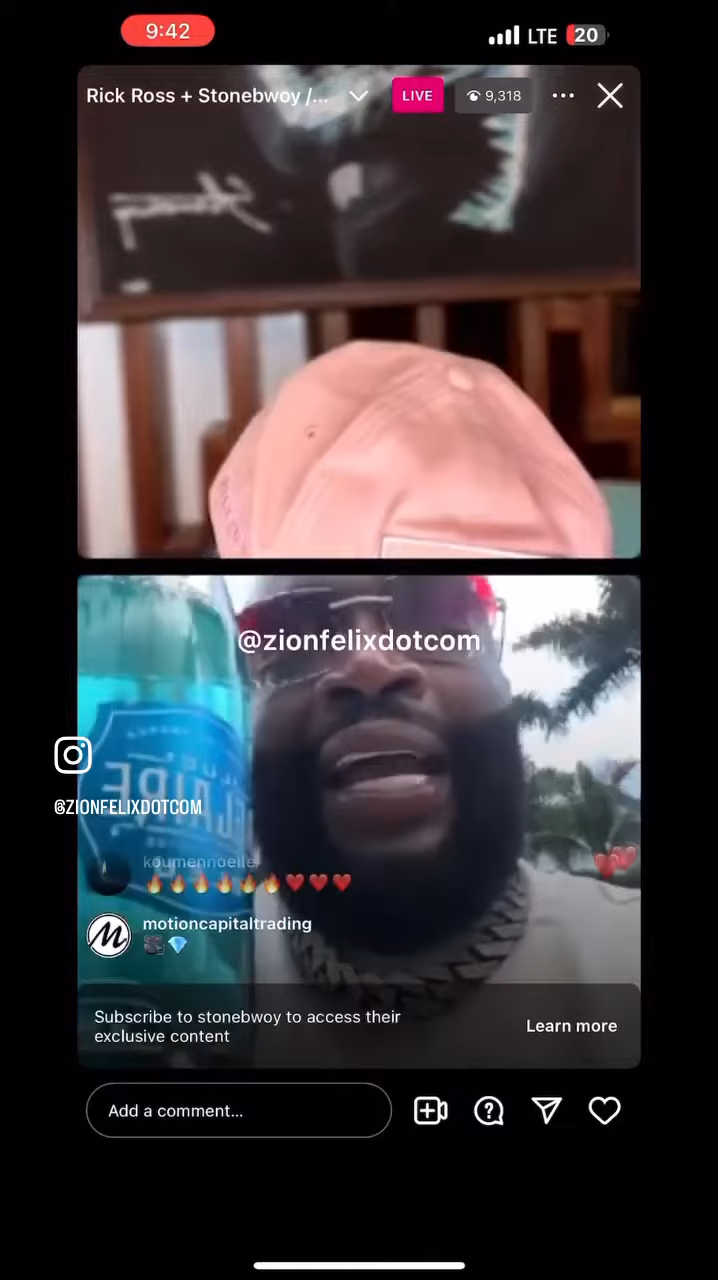 9:42
LTE
20
Rick Ross + Stonebwoy /...
LIVE
9,318
@zionfelixdotcom
@ZIONFELIXDOTCOM
koumennoelle
🔥🔥🔥🔥🔥🔥❤️❤️❤️
motioncapitaltrading
💎
Subscribe to stonebwoy to access their
exclusive content
Learn more
Add a comment...